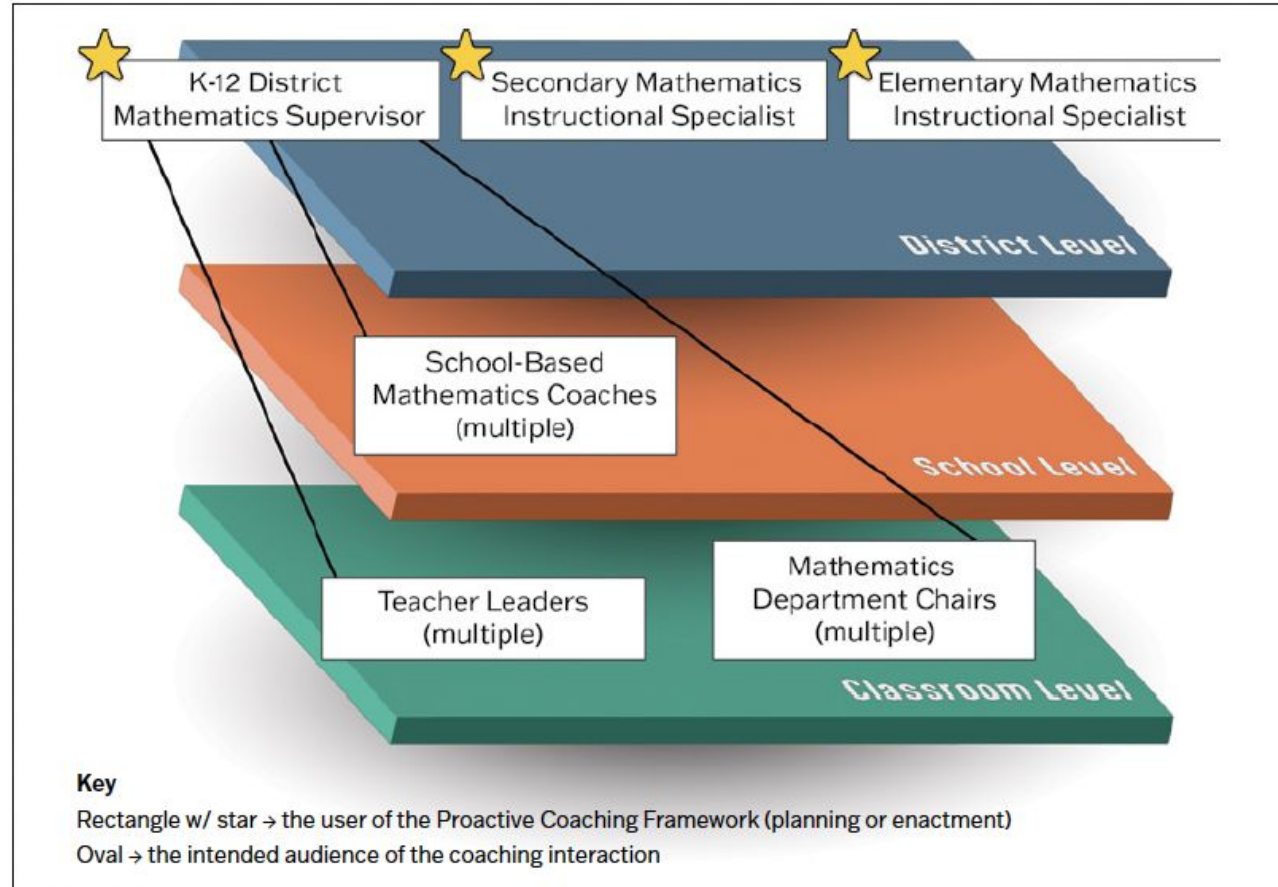 K-12 District
Mathematics Supervisor
Secondary Mathematics
Instructional Specialist
Elementary Mathematics
Instructional Specialist
District Level
School-Based
Mathematics Coaches
(multiple)
School Level
Teacher Leaders
(multiple)
Mathematics
Department Chairs
(multiple)
Classroom Level
Key
Rectangle w/ star → the user of the Proactive Coaching Framework (planning or enactment)
Oval → the intended audience of the coaching interaction